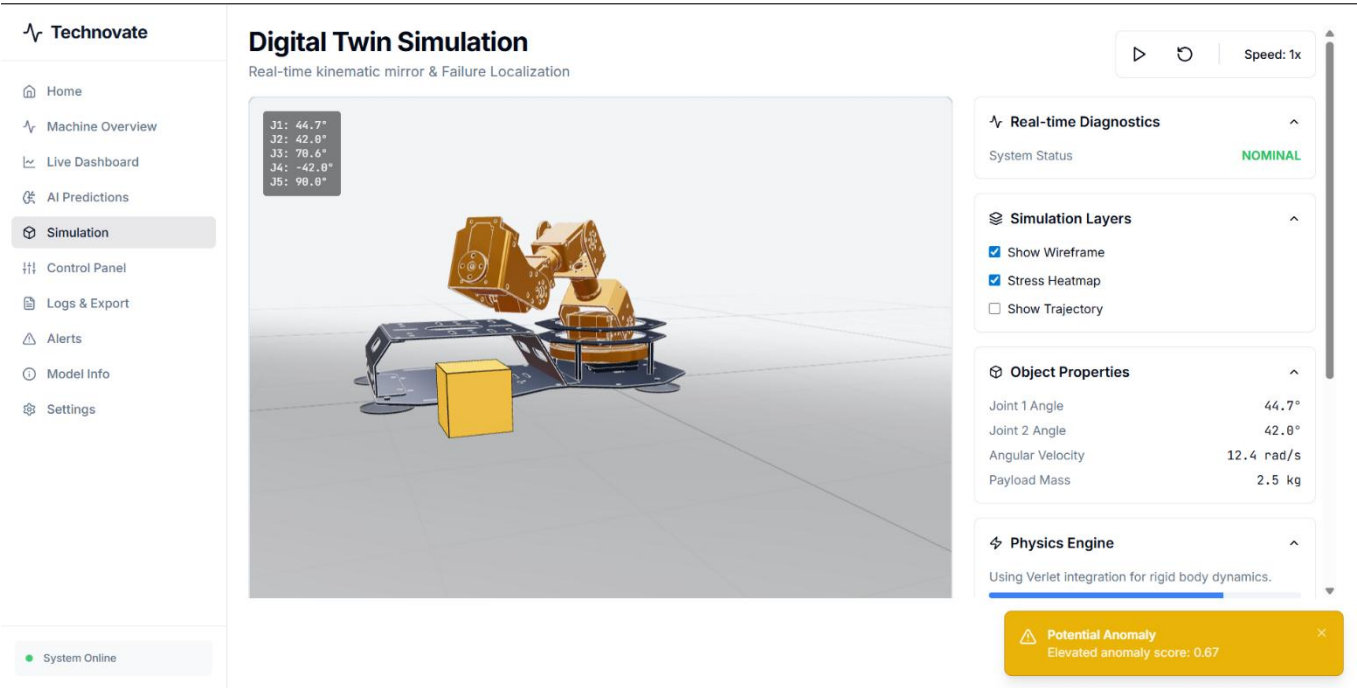 Technovate
Home
Machine Overview
Live Dashboard
AI Predictions
Simulation
Control Panel
Logs & Export
Alerts
Model Info
Settings
System Online
Digital Twin Simulation
Real-time kinematic mirror & Failure Localization
Speed: 1x
J1: 44.7°
J2: 42.0°
J3: 70.6°
J4: -42.0°
J5: 90.0°
Real-time Diagnostics
System Status NOMINAL
Simulation Layers
Show Wireframe
Stress Heatmap
Show Trajectory
Object Properties
Joint 1 Angle 44.7°
Joint 2 Angle 42.0°
Angular Velocity 12.4 rad/s
Payload Mass 2.5 kg
Physics Engine
Using Verlet integration for rigid body dynamics.
Potential Anomaly
Elevated anomaly score: 0.67